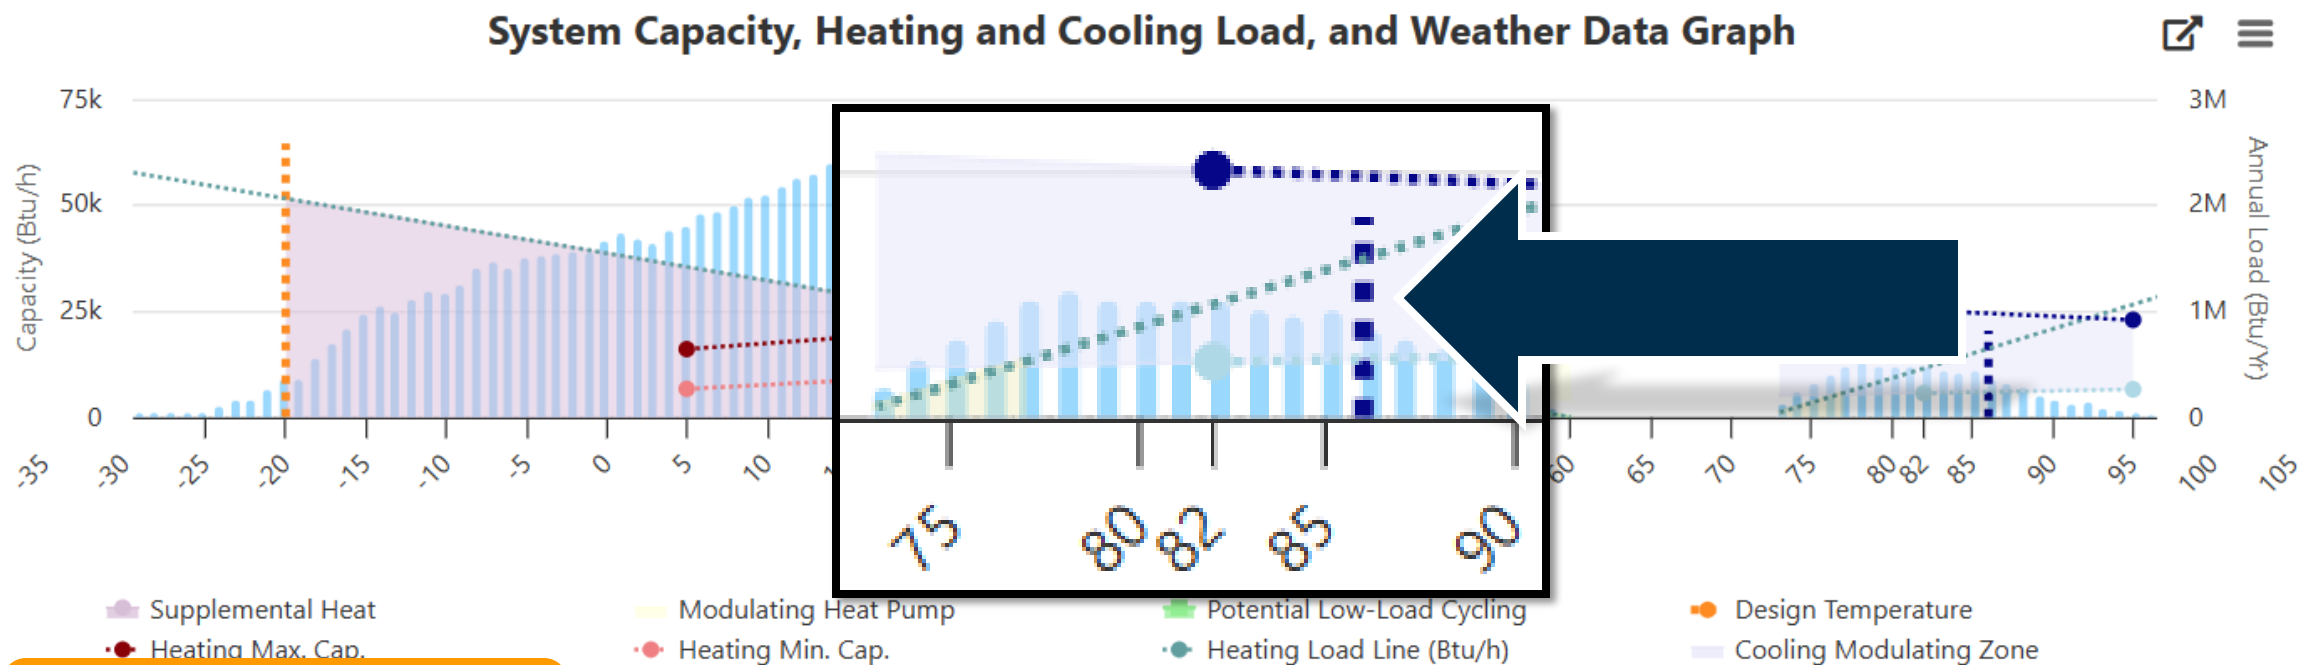 System Capacity, Heating and Cooling Load, and Weather Data Graph
75k
50k
25k
0
Capacity (Btu/h)
3M
2M
1M
0
Annual Load (Btu/Yr)
-35 -30 -25 -20 -15 -10 -5 0 5 10 60 65 70 75 80 82 85 90 95 100 105
75 80 82 85 90
Supplemental Heat Modulating Heat Pump Potential Low-Load Cycling Design Temperature
Heating Max. Cap. Heating Min. Cap. Heating Load Line (Btu/h) Cooling Modulating Zone